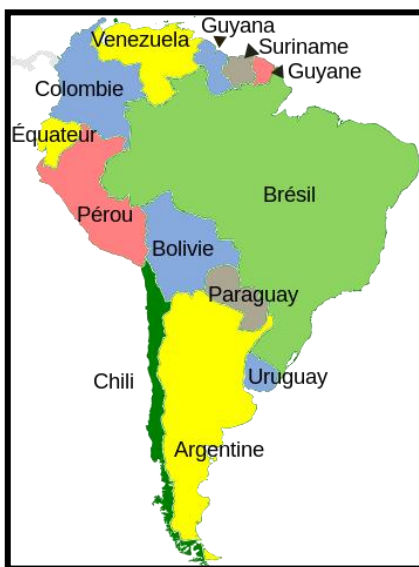 Guyana
Venezuela
Suriname
Guyane
Colombie
Équateur
Brésil
Pérou
Bolivie
Paraguay
Chili
Uruguay
Argentine